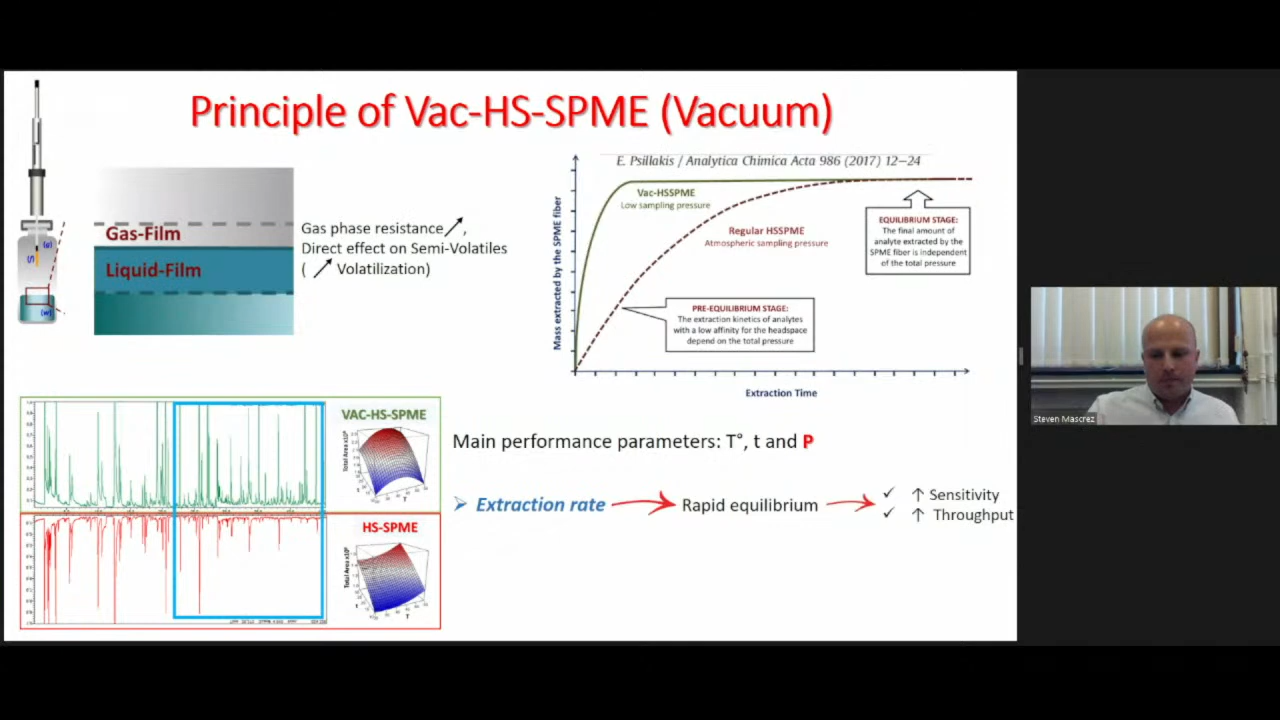 Principle of Vac-HS-SPME (Vacuum)
Gas-Film
Liquid-Film
Gas phase resistance ↗,
Direct effect on Semi-Volatiles
( ↗ Volatilization)
(g)
S
(w)
E. Psillakis / Analytica Chimica Acta 986 (2017) 12–24
Mass extracted by the SPME fiber
Vac-HSSPME
Low sampling pressure
Regular HSSPME
Atmospheric sampling pressure
EQUILIBRIUM STAGE:
The final amount of
analyte extracted by the
SPME fiber is independent
of the total pressure
PRE-EQUILIBRIUM STAGE:
The extraction kinetics of analytes
with a low affinity for the headspace
depend on the total pressure
Extraction Time
VAC-HS-SPME
T
HS-SPME
T
Main performance parameters: T°, t and P
➢ Extraction rate
Rapid equilibrium
✓ ↑ Sensitivity
✓ ↑ Throughput
Steven Mascrez